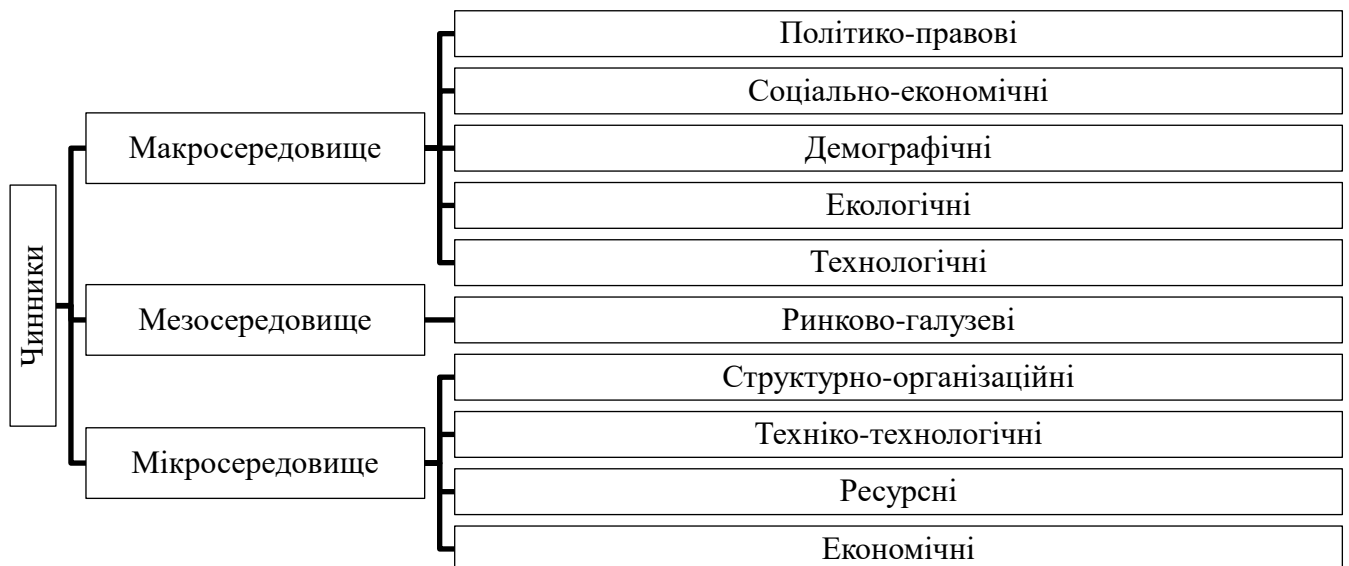 Чинники
Макросередовище
Політико-правові
Соціально-економічні
Демографічні
Екологічні
Технологічні
Мезосередовище
Ринково-галузеві
Мікросередовище
Структурно-організаційні
Техніко-технологічні
Ресурсні
Економічні